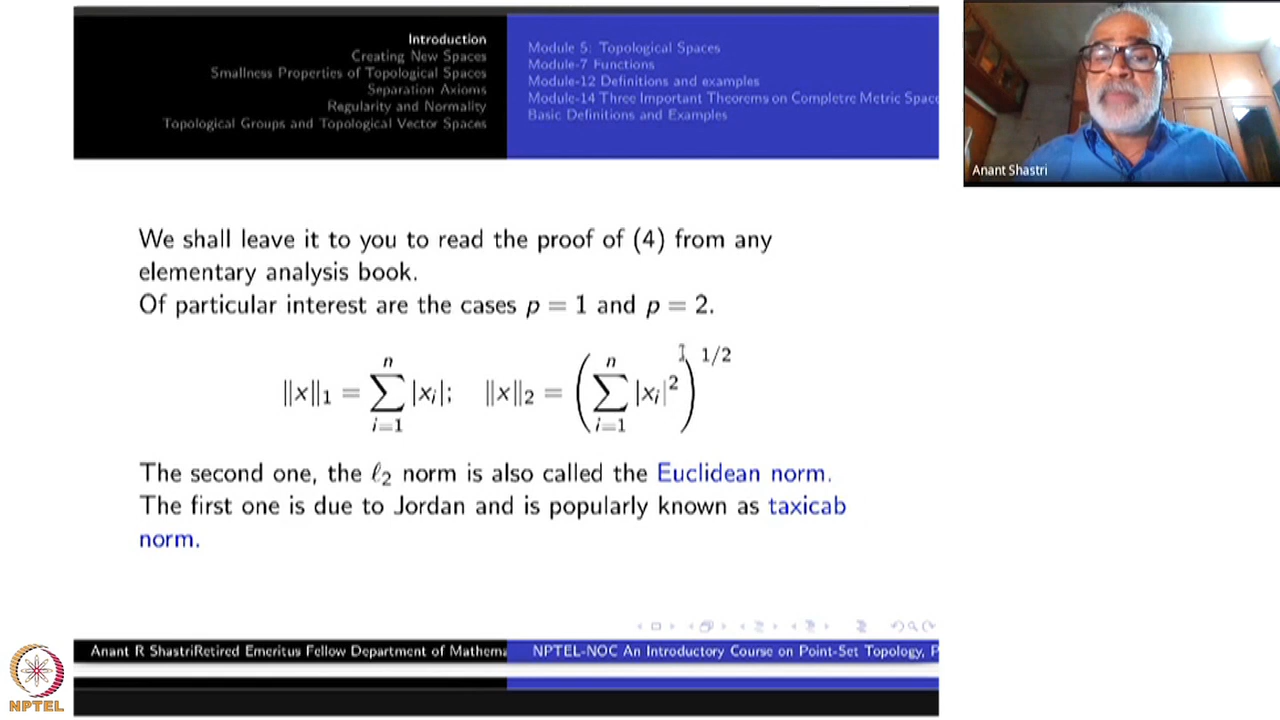 Introduction
Creating New Spaces
Smallness Properties of Topological Spaces
Separation Axioms
Regularity and Normality
Topological Groups and Topological Vector Spaces
Module 5: Topological Spaces
Module-7 Functions
Module-12 Definitions and examples
Module-14 Three Important Theorems on Completre Metric Spac
Basic Definitions and Examples
Anant Shastri
We shall leave it to you to read the proof of (4) from any
elementary analysis book.
Of particular interest are the cases p = 1 and p = 2.
‖x‖₁ = ∑_{i=1}^{n} |xᵢ|; ‖x‖₂ = (∑_{i=1}^{n} |xᵢ|²)^{1/2}
The second one, the ℓ₂ norm is also called the Euclidean norm.
The first one is due to Jordan and is popularly known as taxicab
norm.
Anant R ShastriRetired Emeritus Fellow Department of Mathema
NPTEL-NOC An Introductory Course on Point-Set Topology, P
NPTEL